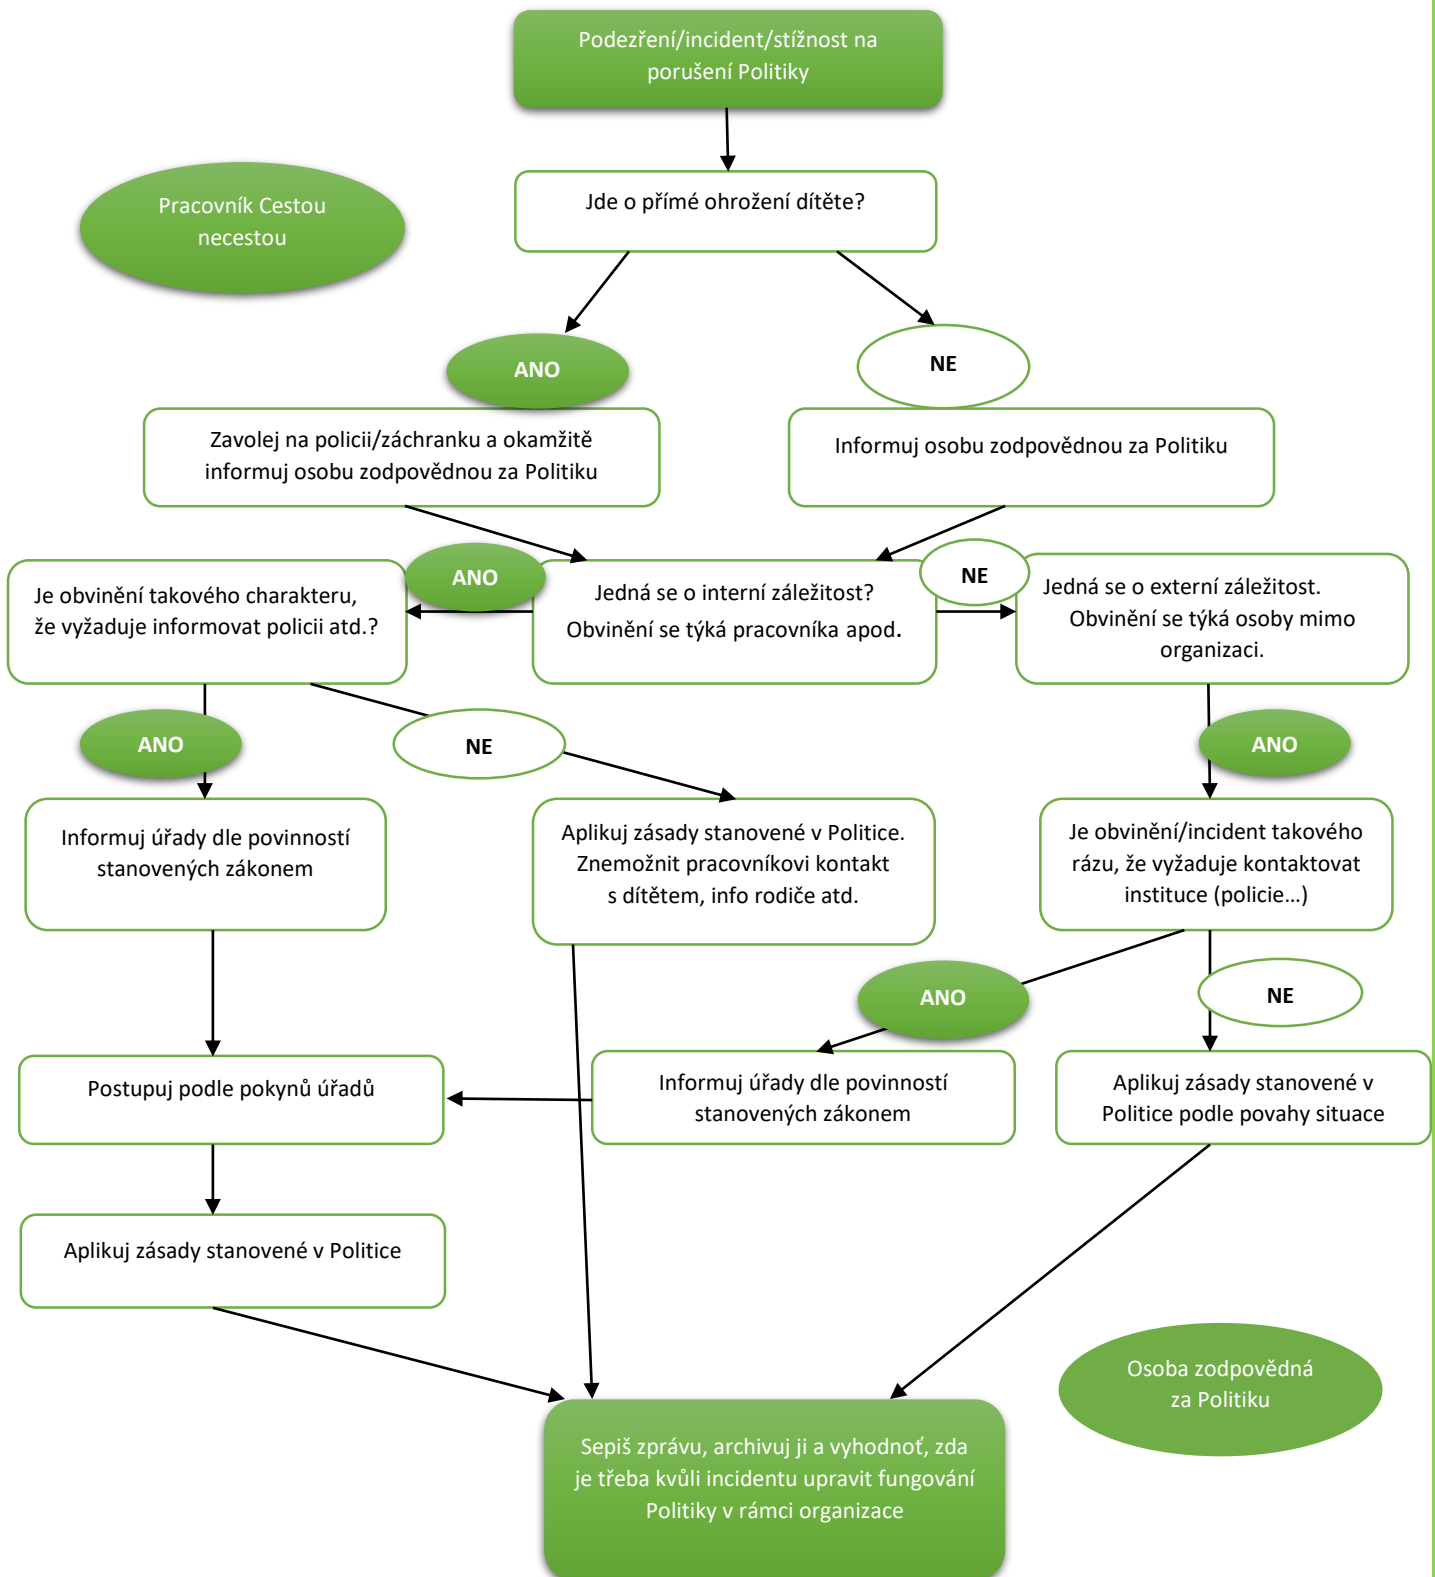 Podezření/incident/stížnost na
porušení Politiky
Pracovník Cestou
necestou
Jde o přímé ohrožení dítěte?
ANO
NE
Zavolej na policii/záchranku a okamžitě
informuj osobu zodpovědnou za Politiku
Informuj osobu zodpovědnou za Politiku
Je obvinění takového charakteru,
že vyžaduje informovat policii atd.?
ANO
Jedná se o interní záležitost?
Obvinění se týká pracovníka apod.
NE
Jedná se o externí záležitost.
Obvinění se týká osoby mimo
organizaci.
ANO
NE
ANO
Informuj úřady dle povinností
stanovených zákonem
Aplikuj zásady stanovené v Politice.
Znemožnit pracovníkovi kontakt
s dítětem, info rodiče atd.
Je obvinění/incident takového
rázu, že vyžaduje kontaktovat
instituce (policie…)
ANO
NE
Postupuj podle pokynů úřadů
Informuj úřady dle povinností
stanovených zákonem
Aplikuj zásady stanovené v
Politice podle povahy situace
Aplikuj zásady stanovené v Politice
Osoba zodpovědná
za Politiku
Sepiš zprávu, archivuj ji a vyhodnoť, zda
je třeba kvůli incidentu upravit fungování
Politiky v rámci organizace